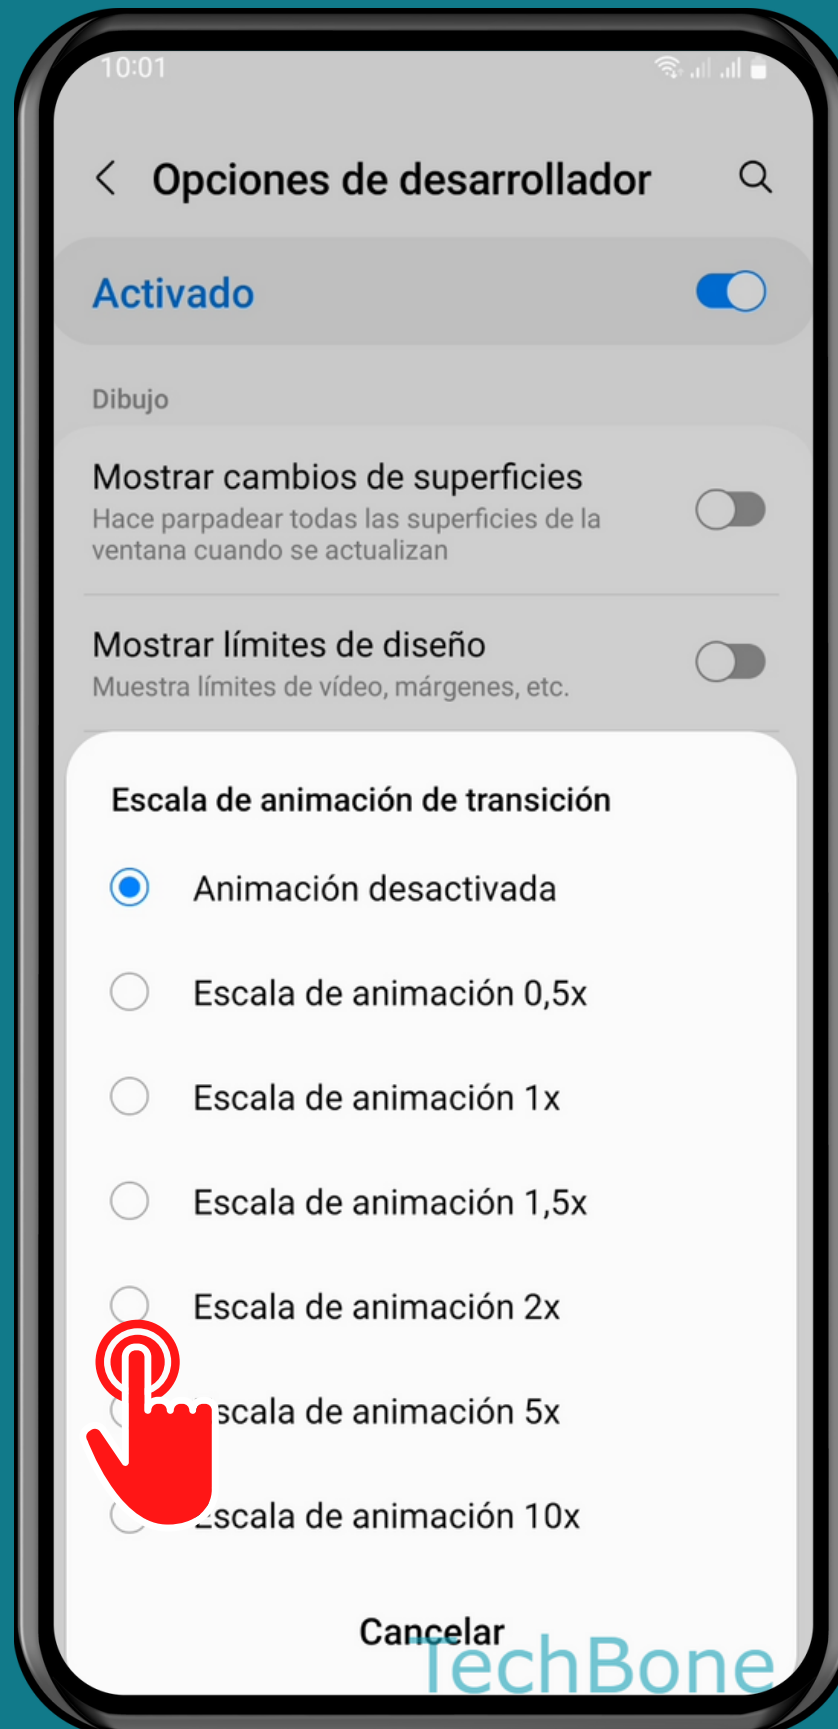 10:01
Opciones de desarrollador
Activado
Dibujo
Mostrar cambios de superficies
Hace parpadear todas las superficies de la
ventana cuando se actualizan
Mostrar límites de diseño
Muestra límites de vídeo, márgenes, etc.
Escala de animación de transición
Animación desactivada
Escala de animación 0,5x
Escala de animación 1x
Escala de animación 1,5x
Escala de animación 2x
Escala de animación 5x
Escala de animación 10x
Cancelar
TechBone